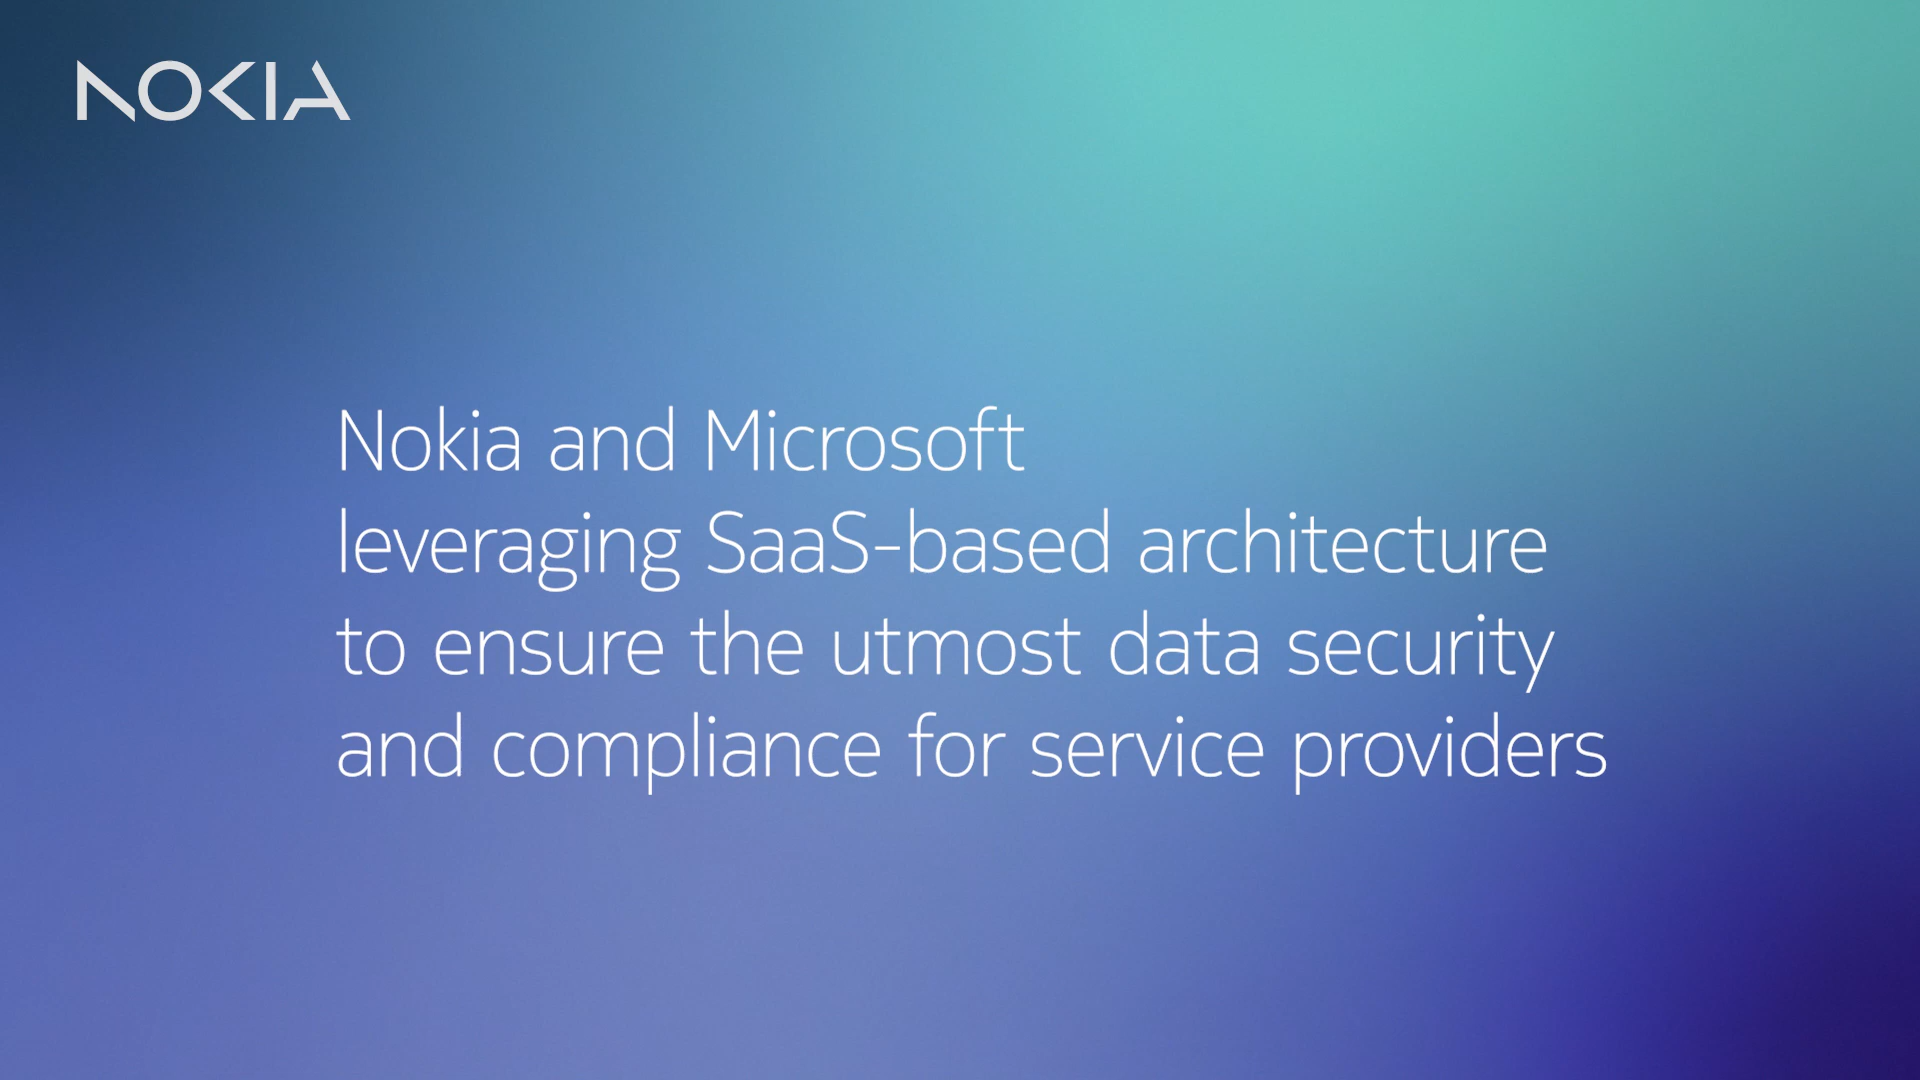 NOKIA
Nokia and Microsoft
leveraging SaaS-based architecture
to ensure the utmost data security
and compliance for service providers